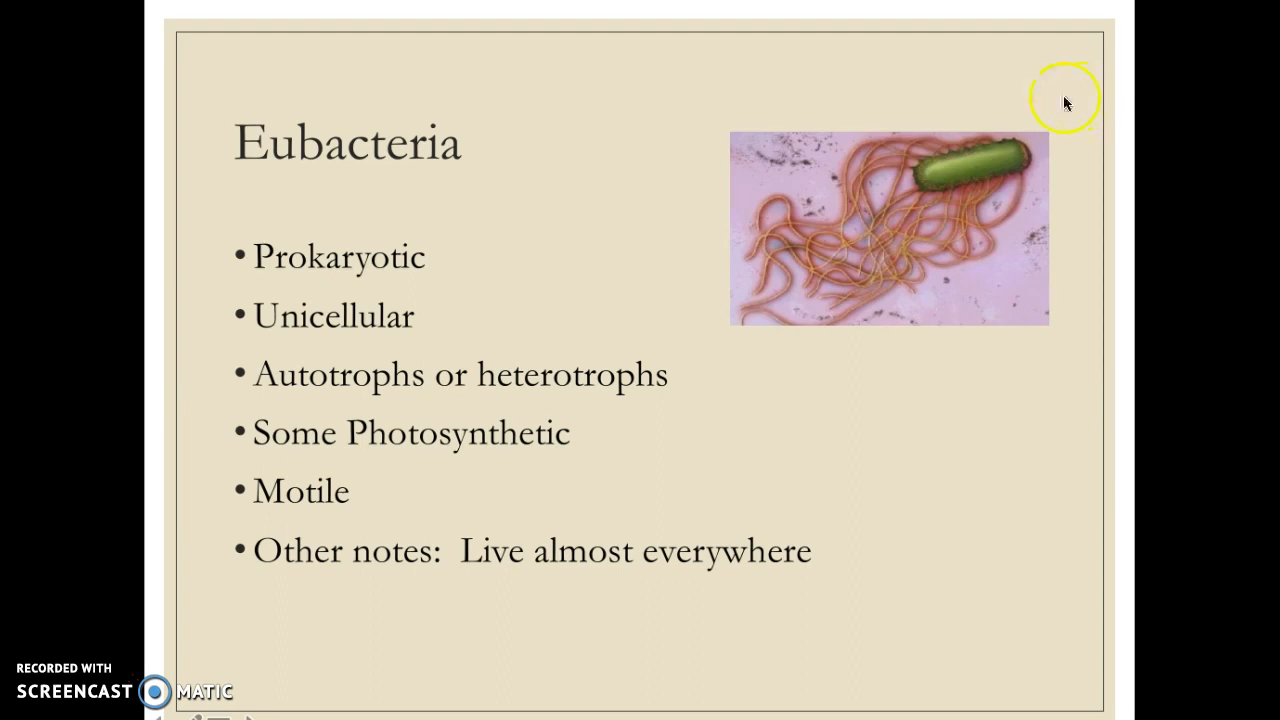 Eubacteria
• Prokaryotic
• Unicellular
• Autotrophs or heterotrophs
• Some Photosynthetic
• Motile
• Other notes:  Live almost everywhere
RECORDED WITH
SCREENCAST MATIC